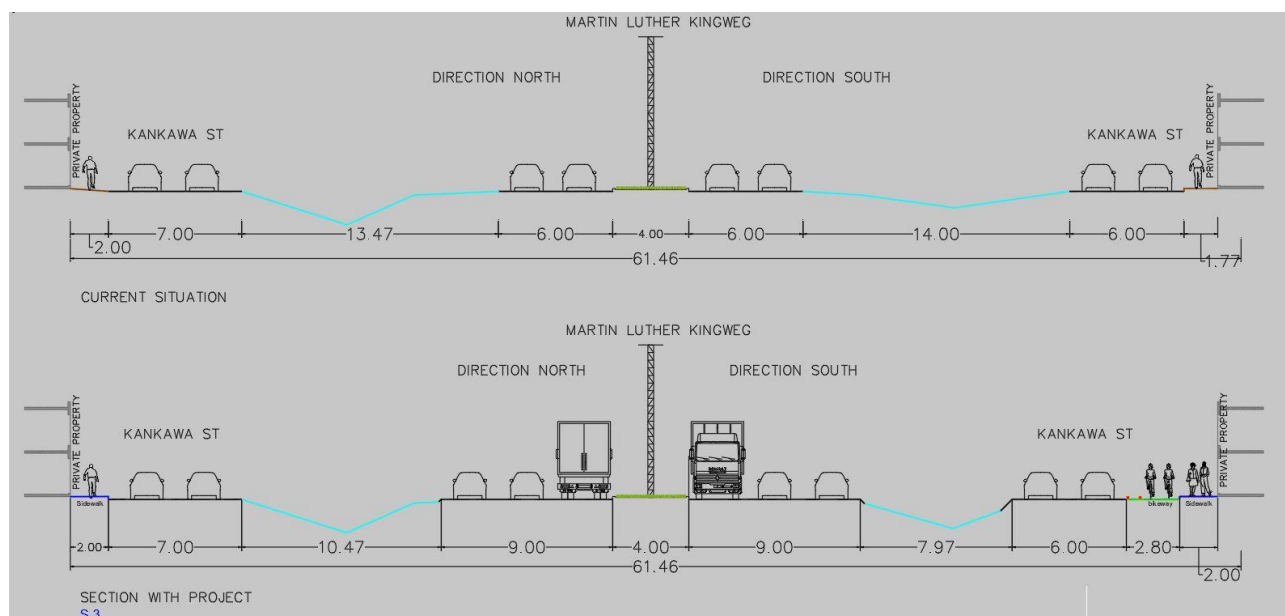 MARTIN LUTHER KINGWEG
DIRECTION NORTH
DIRECTION SOUTH
PRIVATE PROPERTY
KANKAWA ST
KANKAWA ST
PRIVATE PROPERTY
7.00
13.47
6.00
4.00
6.00
14.00
6.00
2.00
61.46
1.77
CURRENT SITUATION
MARTIN LUTHER KINGWEG
DIRECTION NORTH
DIRECTION SOUTH
PRIVATE PROPERTY
KANKAWA ST
KANKAWA ST
PRIVATE PROPERTY
Sidewalk
bikeway
Sidewalk
2.00
7.00
10.47
9.00
4.00
9.00
7.97
6.00
2.80
61.46
2.00
SECTION WITH PROJECT
S 3